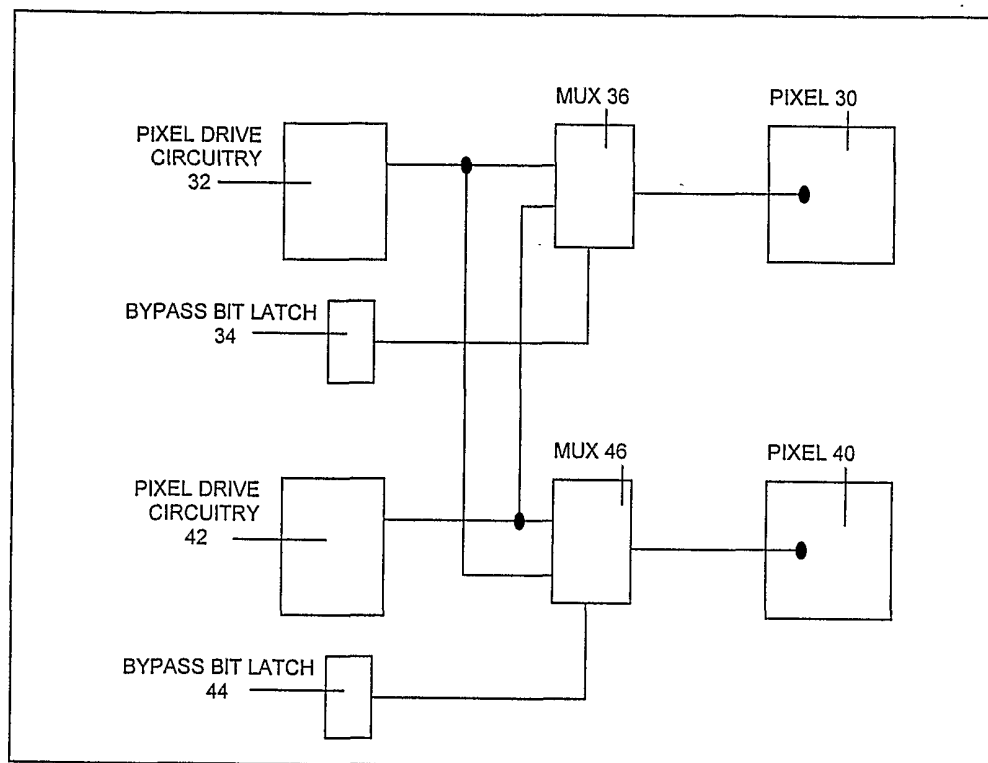 MUX 36
PIXEL 30
PIXEL DRIVE
CIRCUITRY
32
BYPASS BIT LATCH
34
MUX 46
PIXEL 40
PIXEL DRIVE
CIRCUITRY
42
BYPASS BIT LATCH
44